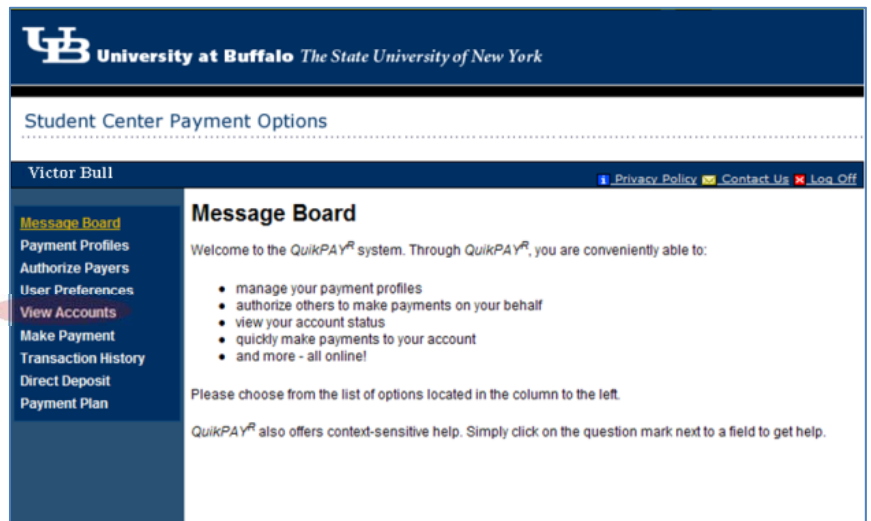 UB University at Buffalo The State University of New York
Student Center Payment Options
Victor Bull
Privacy Policy Contact Us Log Off
Message Board
Payment Profiles
Authorize Payers
User Preferences
View Accounts
Make Payment
Transaction History
Direct Deposit
Payment Plan
Message Board
Welcome to the QuikPAYR system. Through QuikPAYR, you are conveniently able to:
• manage your payment profiles
• authorize others to make payments on your behalf
• view your account status
• quickly make payments to your account
• and more - all online!
Please choose from the list of options located in the column to the left.
QuikPAYR also offers context-sensitive help. Simply click on the question mark next to a field to get help.